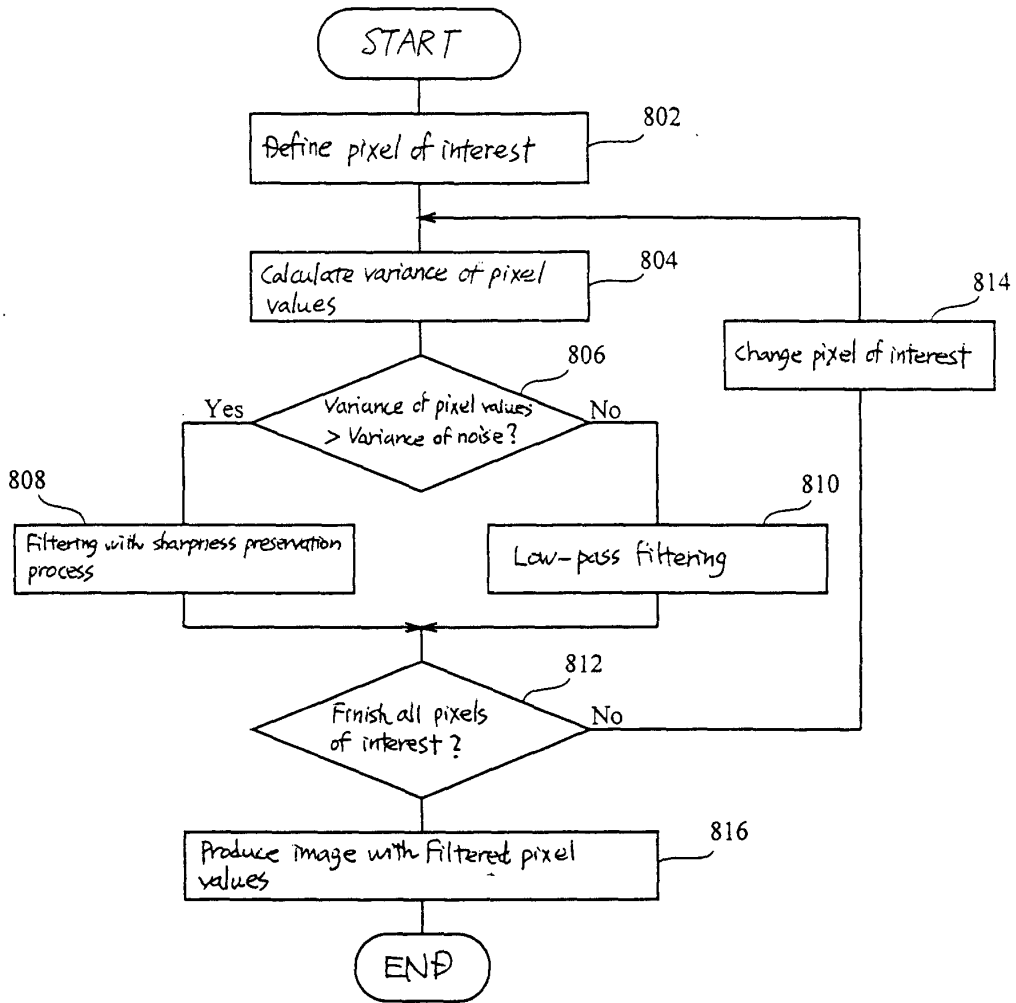 START
802
Define pixel of interest
804
Calculate variance of pixel
values
814
Change pixel of interest
806
Variance of pixel values
> Variance of noise?
Yes
No
808
Filtering with sharpness preservation
process
810
Low-pass filtering
812
Finish all pixels
of interest?
No
816
Produce image with Filtered pixel
values
END